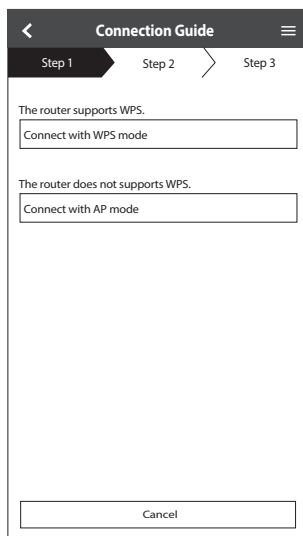 Connection Guide
Step 1 Step 2 Step 3
The router supports WPS.
Connect with WPS mode
The router does not supports WPS.
Connect with AP mode
Cancel